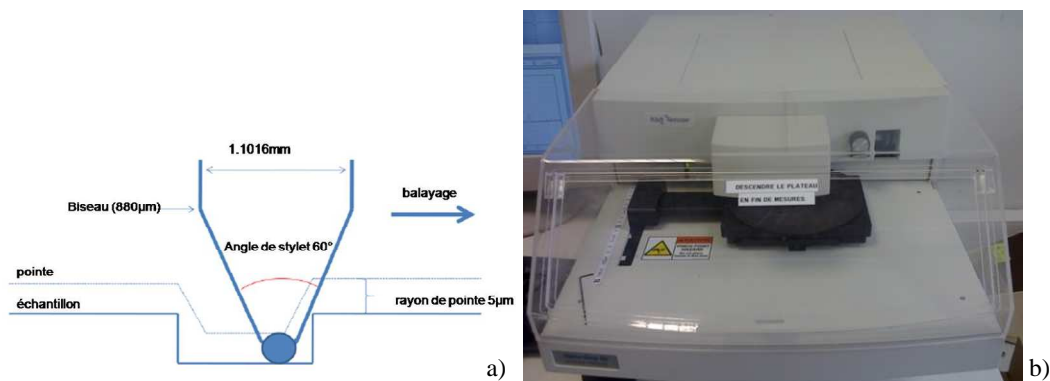 1.1016mm
balayage
Biseau (880µm)
Angle de stylet 60°
pointe
échantillon
rayon de pointe 5µm
a)
DESCENDRE LE PLATEAU
EN FIN DE MESURES
b)